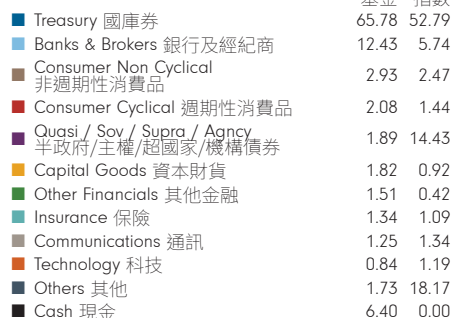 基金 指數
Treasury 國庫券 65.78 52.79
Banks & Brokers 銀行及經紀商 12.43 5.74
Consumer Non Cyclical
非週期性消費品 2.93 2.47
Consumer Cyclical 週期性消費品 2.08 1.44
Quasi / Sov / Supra / Agncy
半政府/主權/超國家/機構債券 1.89 14.43
Capital Goods 資本財貨 1.82 0.92
Other Financials 其他金融 1.51 0.42
Insurance 保險 1.34 1.09
Communications 通訊 1.25 1.34
Technology 科技 0.84 1.19
Others 其他 1.73 18.17
Cash 現金 6.40 0.00